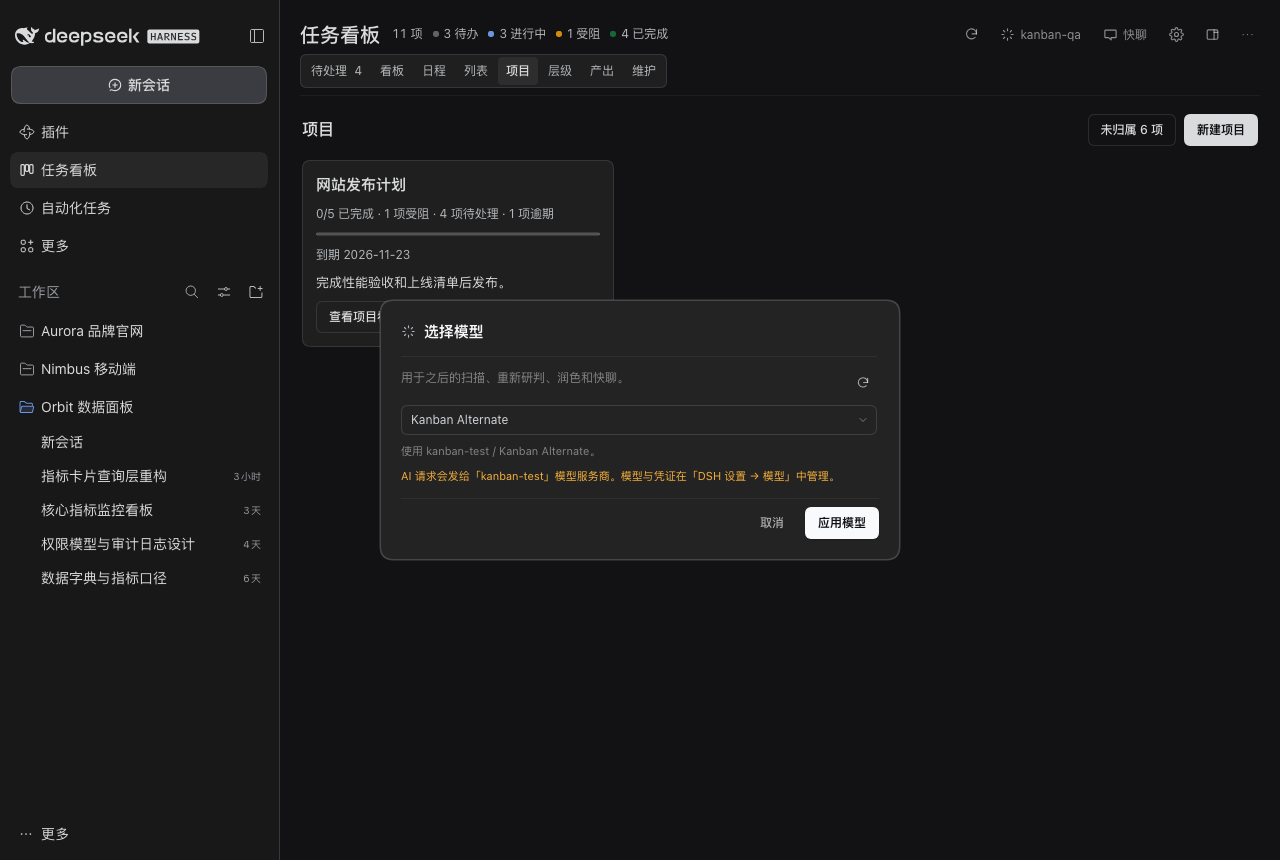 deepseek HARNESS
新会话
插件
任务看板
自动化任务
更多
工作区
Aurora 品牌官网
Nimbus 移动端
Orbit 数据面板
新会话
指标卡片查询层重构 3 小时
核心指标监控看板 3 天
权限模型与审计日志设计 4 天
数据字典与指标口径 6 天
··· 更多
任务看板 11 项 3 待办 3 进行中 1 受阻 4 已完成
kanban-qa 快聊 ···
待处理 4 看板 日程 列表 项目 层级 产出 维护
项目
未归属 6 项 新建项目
网站发布计划
0/5 已完成 · 1 项受阻 · 4 项待处理 · 1 项逾期
到期 2026-11-23
完成性能验收和上线清单后发布。
查看项目
选择模型
用于之后的扫描、重新研判、润色和快聊。
Kanban Alternate
使用 kanban-test / Kanban Alternate。
AI 请求会发给「kanban-test」模型服务商。模型与凭证在「DSH 设置 → 模型」中管理。
取消 应用模型